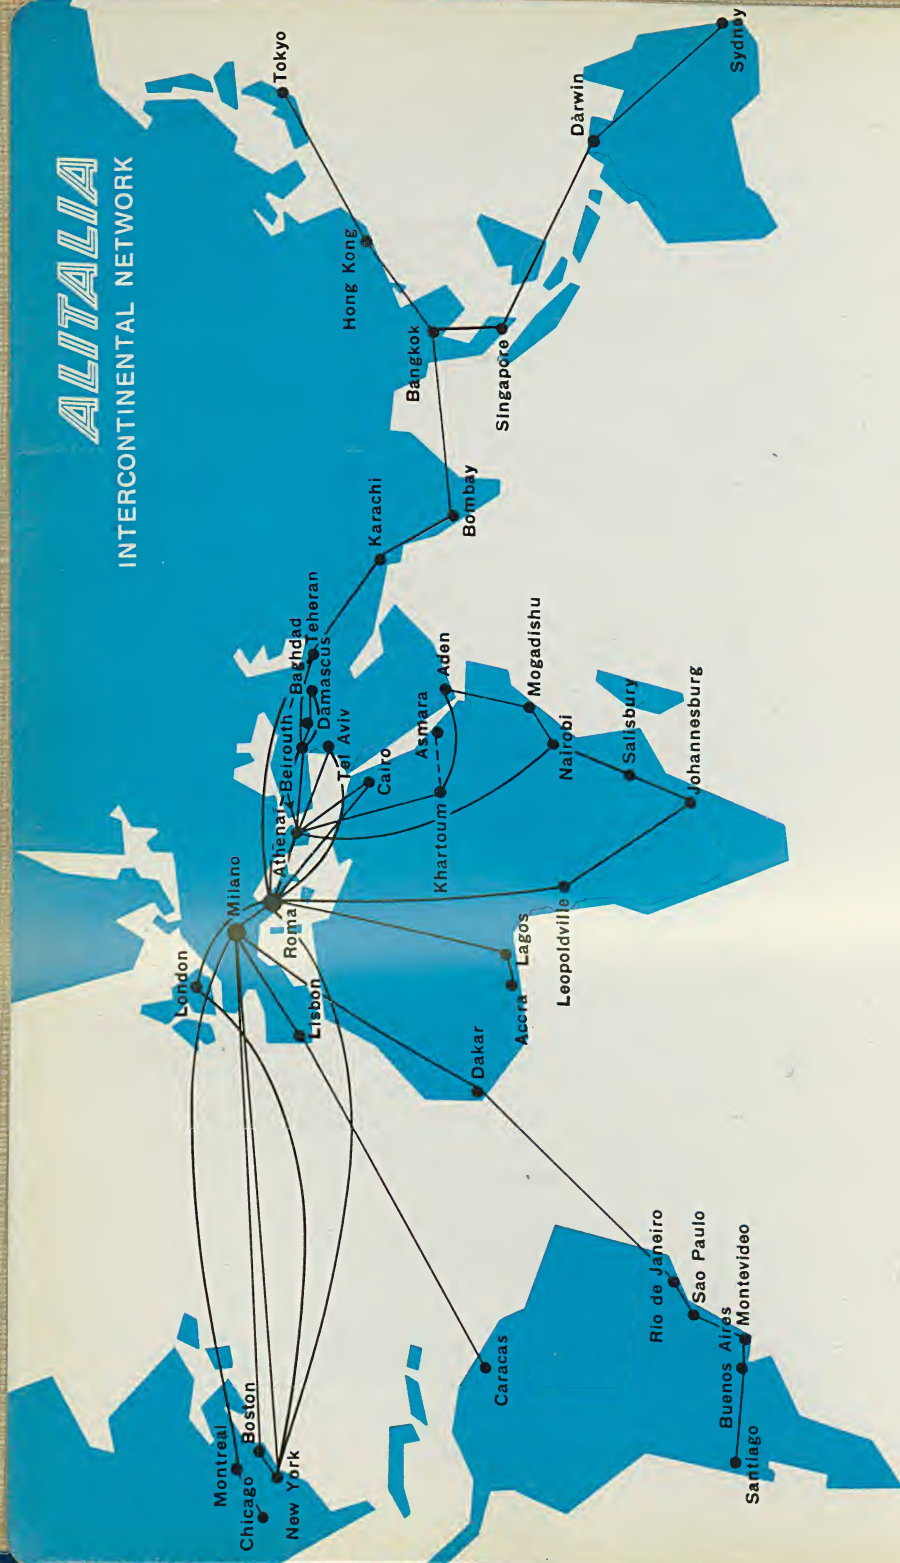 ALITALIA
INTERCONTINENTAL NETWORK
Montreal
Chicago
Boston
New York
Caracas
Rio de Janeiro
Sao Paulo
Montevideo
Buenos Aires
Santiago
London
Milano
Roma
Lisbon
Dakar
Accra
Lagos
Leopoldville
Johannesburg
Salisbury
Nairobi
Mogadishu
Aden
Asmara
Khartoum
Cairo
Tel Aviv
Athenai
Beirouth
Damascus
Baghdad
Teheran
Karachi
Bombay
Bangkok
Singapore
Hong Kong
Tokyo
Dàrwin
Sydney